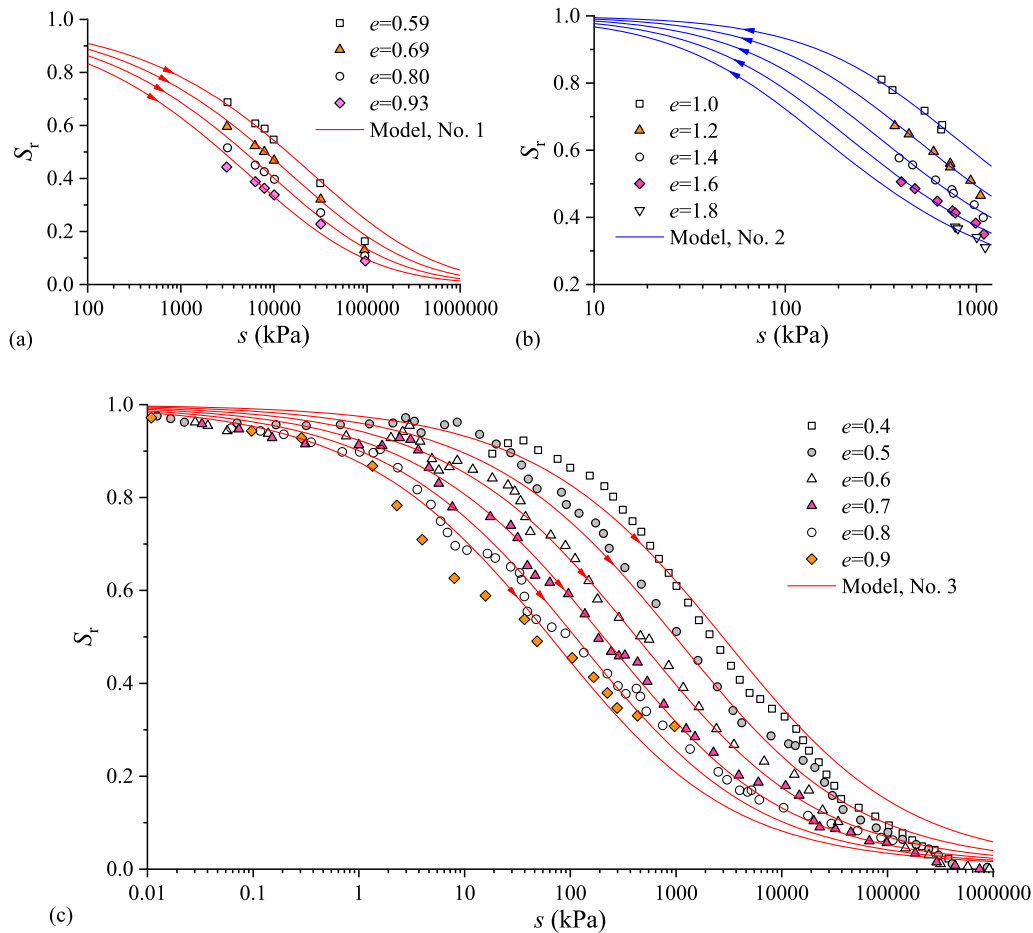 1.0
0.8
0.6
0.4
0.2
0.0
Sr
100
1000
10000
100000
1000000
s (kPa)
e=0.59
e=0.69
e=0.80
e=0.93
Model, No. 1
(a)
1.0
0.8
0.6
0.4
0.2
Sr
10
100
1000
s (kPa)
e=1.0
e=1.2
e=1.4
e=1.6
e=1.8
Model, No. 2
(b)
1.0
0.8
0.6
0.4
0.2
0.0
Sr
0.01
0.1
1
10
100
1000
10000
100000
1000000
s (kPa)
e=0.4
e=0.5
e=0.6
e=0.7
e=0.8
e=0.9
Model, No. 3
(c)